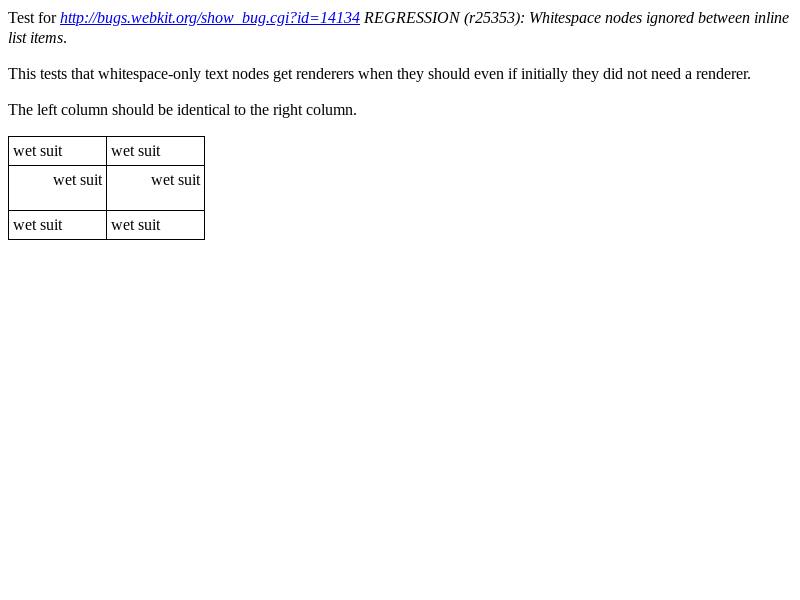 Test for http://bugs.webkit.org/show_bug.cgi?id=14134 REGRESSION (r25353): Whitespace nodes ignored between inline
list items.
This tests that whitespace-only text nodes get renderers when they should even if initially they did not need a renderer.
The left column should be identical to the right column.
wet suit wet suit
wet suit wet suit
wet suit wet suit